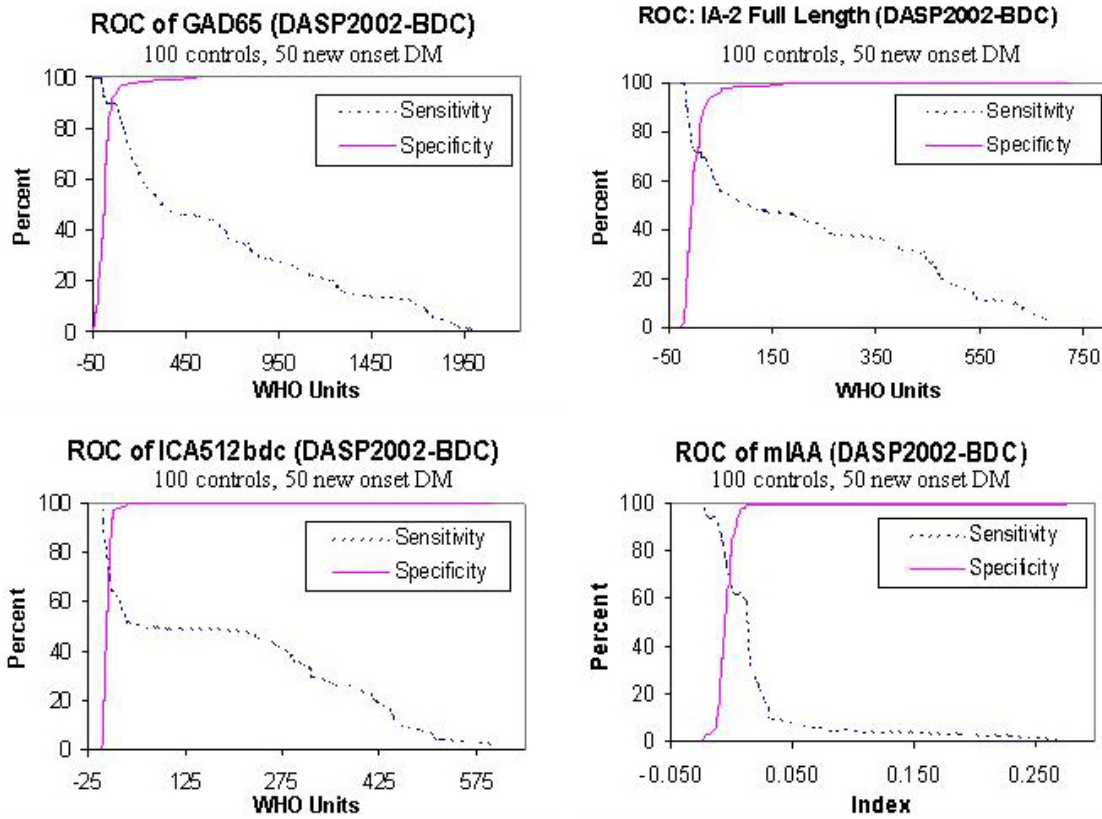 ROC of GAD65 (DASP2002-BDC)
100 controls, 50 new onset DM
100
80
60
40
20
0
Percent
Sensitivity
Specificity
-50 450 950 1450 1950
WHO Units
ROC: IA-2 Full Length (DASP2002-BDC)
100 controls, 50 new onset DM
100
80
60
40
20
0
Percent
Sensitivity
Specificty
-50 150 350 550 750
WHO Units
ROC of ICA512bdc (DASP2002-BDC)
100 controls, 50 new onset DM
100
80
60
40
20
0
Percent
Sensitivity
Specificity
-25 125 275 425 575
WHO Units
ROC of mIAA (DASP2002-BDC)
100 controls, 50 new onset DM
100
80
60
40
20
0
Percent
Sensitivity
Specificity
-0.050 0.050 0.150 0.250
Index